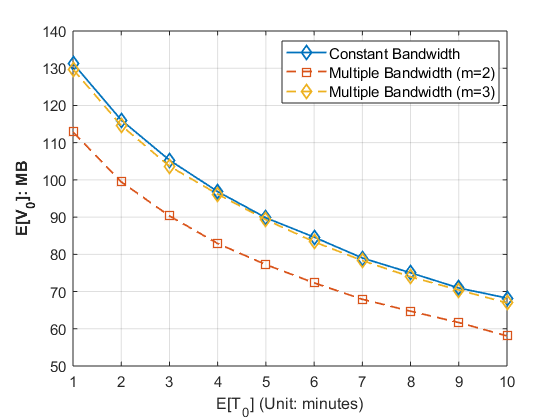 140
130
120
110
100
90
80
70
60
50
E[V0]: MB
Constant Bandwidth
Multiple Bandwidth (m=2)
Multiple Bandwidth (m=3)
1 2 3 4 5 6 7 8 9 10
E[T0] (Unit: minutes)